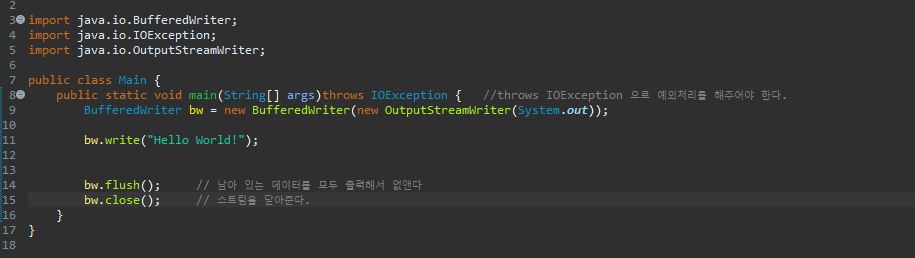 2
3 import java.io.BufferedWriter;
4 import java.io.IOException;
5 import java.io.OutputStreamWriter;
6
7 public class Main {
8 public static void main(String[] args)throws IOException { //throws IOException 으로 예외처리를 해주어야 한다.
9 BufferedWriter bw = new BufferedWriter(new OutputStreamWriter(System.out));
10
11 bw.write("Hello World!");
12
13
14 bw.flush(); // 남아 있는 데이터를 모두 출력해서 없앤다
15 bw.close(); // 스트림을 닫아준다.
16 }
17 }
18